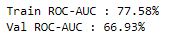 Train ROC-AUC : 77.58%
Val ROC-AUC : 66.93%